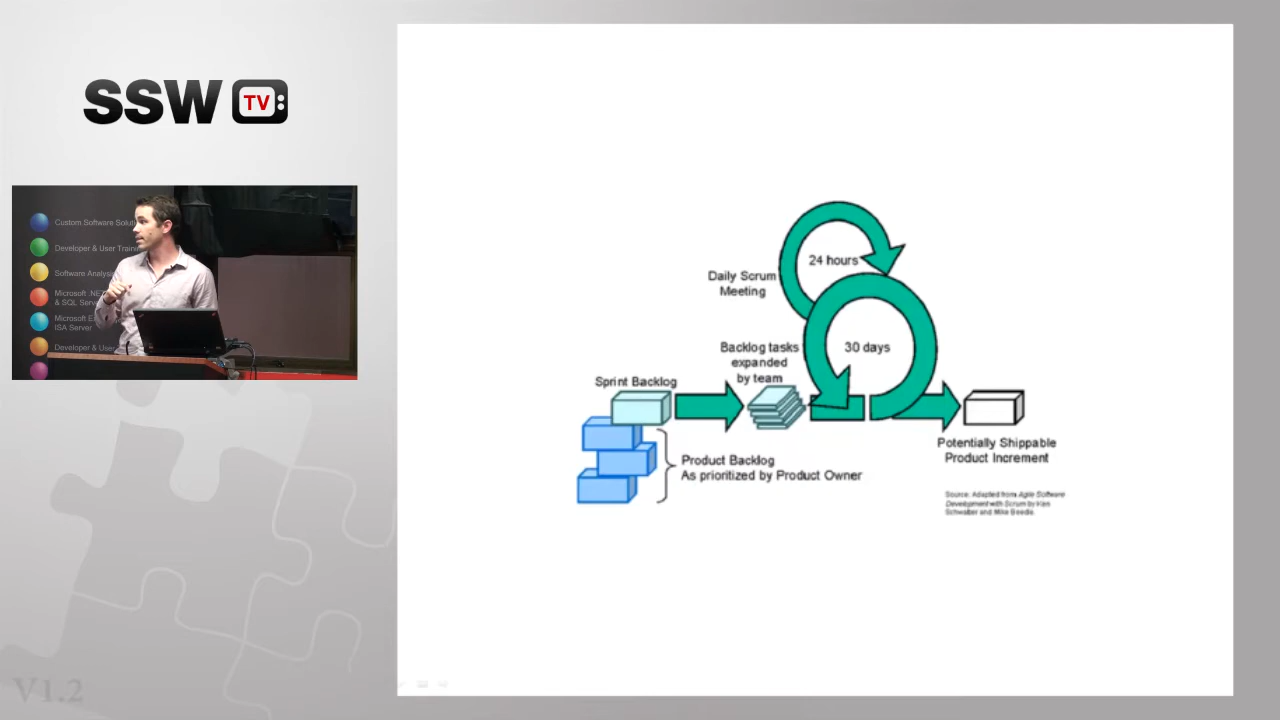 SSW TV
Custom Software Solut
Developer & User Traini
Software Analysi
Microsoft .NET
& SQL Serve
Microsoft E
ISA Server
Developer & User
24 hours
Daily Scrum
Meeting
Backlog tasks
expanded
by team
30 days
Sprint Backlog
Product Backlog
As prioritized by Product Owner
Potentially Shippable
Product Increment
Source: Adapted from Agile Software
Development with Scrum by Ken
Schwaber and Mike Beedle.
V1.2